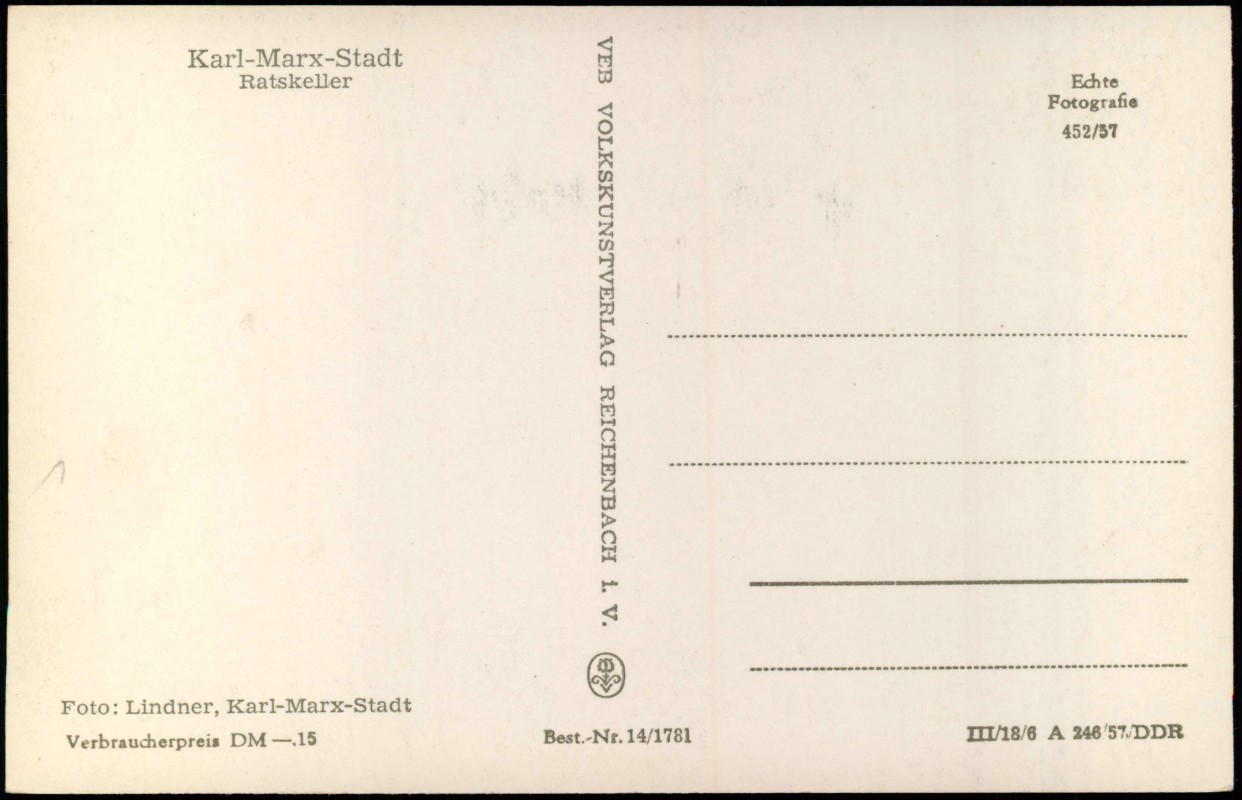 Karl-Marx-Stadt
Ratskeller
VEB VOLKSKUNSTVERLAG REICHENBACH i. V.
Echte
Fotografie
452/57
Foto: Lindner, Karl-Marx-Stadt
Verbraucherpreis DM —.15
Best.-Nr. 14/1781
III/18/6 A 246/57/DDR